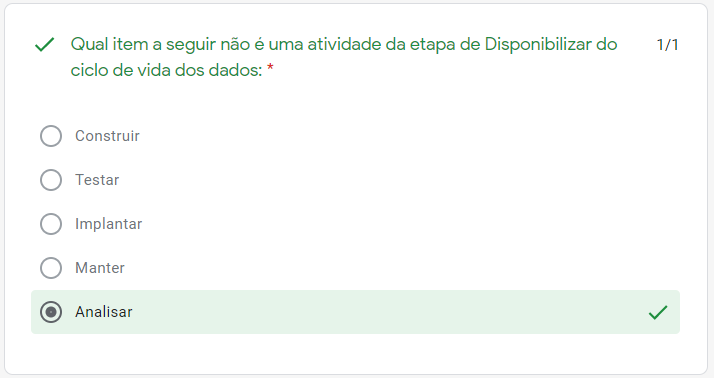 Qual item a seguir não é uma atividade da etapa de Disponibilizar do
ciclo de vida dos dados: *
1/1
Construir
Testar
Implantar
Manter
Analisar